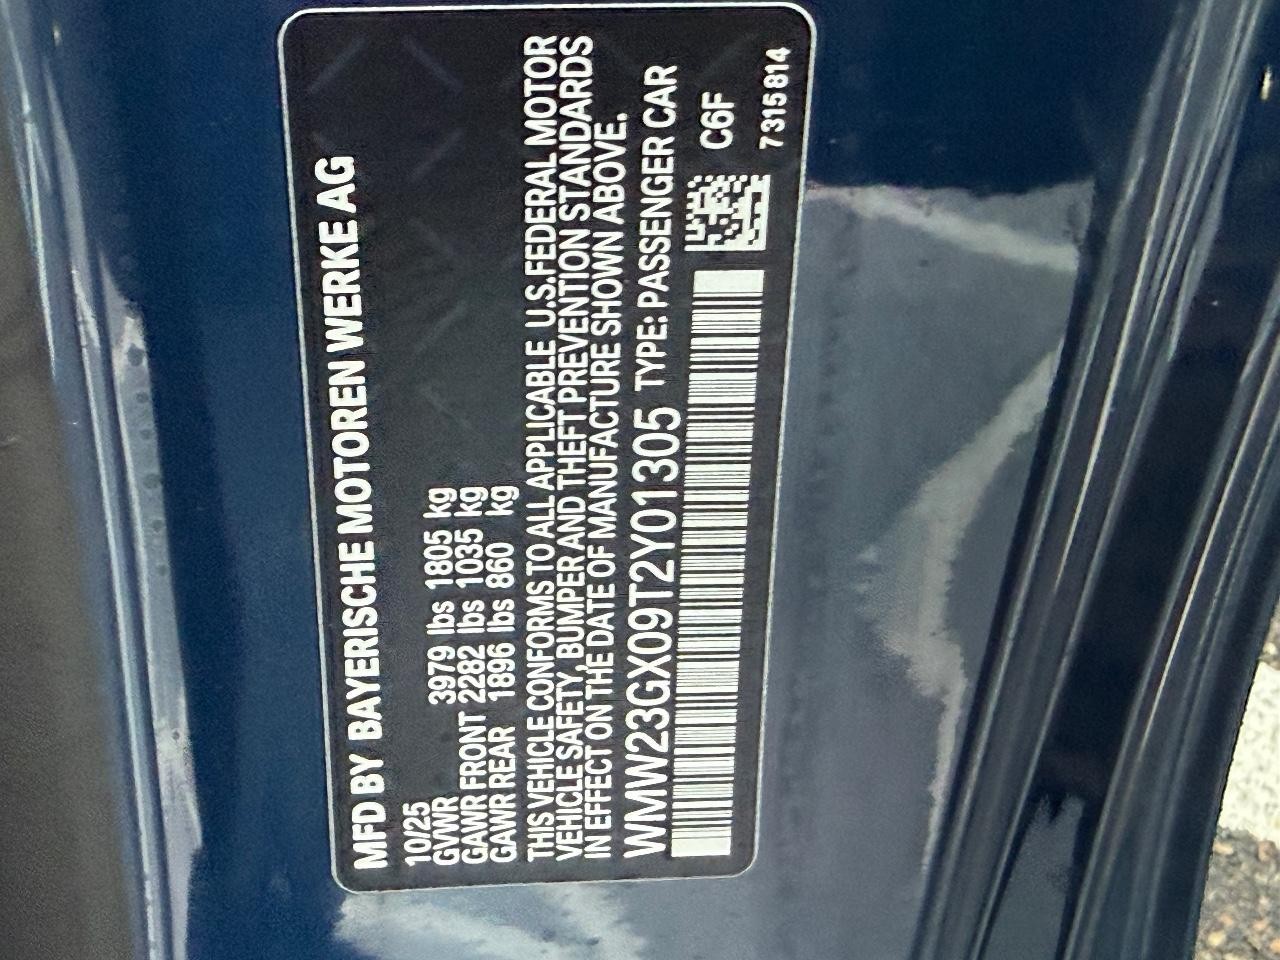 MFD BY BAYERISCHE MOTOREN WERKE AG
10/25
GVWR 3979 lbs 1805 kg
GAWR FRONT 2282 lbs 1035 kg
GAWR REAR 1896 lbs 860 kg
THIS VEHICLE CONFORMS TO ALL APPLICABLE U.S.FEDERAL MOTOR
VEHICLE SAFETY, BUMPER AND THEFT PREVENTION STANDARDS
IN EFFECT ON THE DATE OF MANUFACTURE SHOWN ABOVE.
WMW23GX09T2Y01305 TYPE: PASSENGER CAR
C6F
7315814